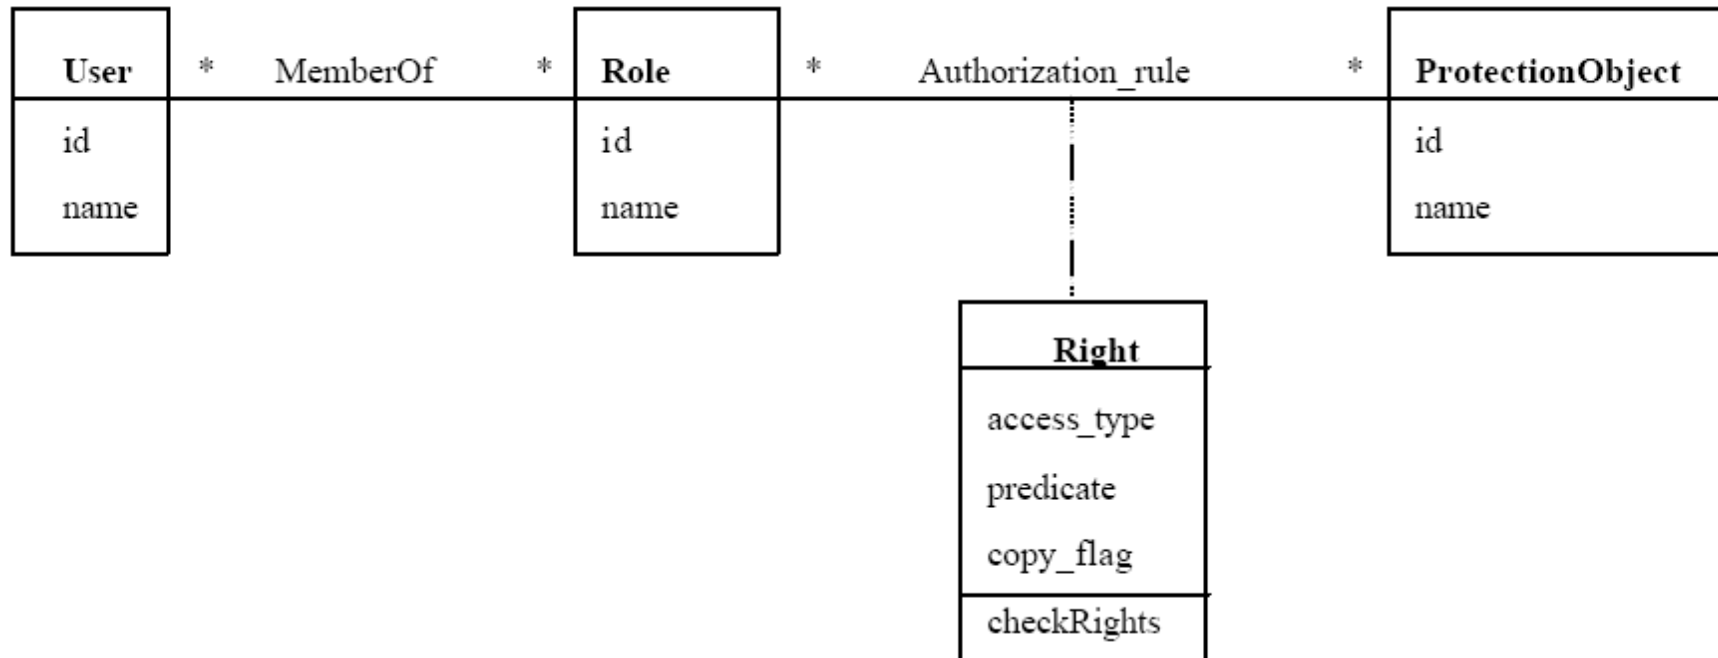 User * MemberOf * Role * Authorization_rule * ProtectionObject
id id id
name name name
Right
access_type
predicate
copy_flag
checkRights